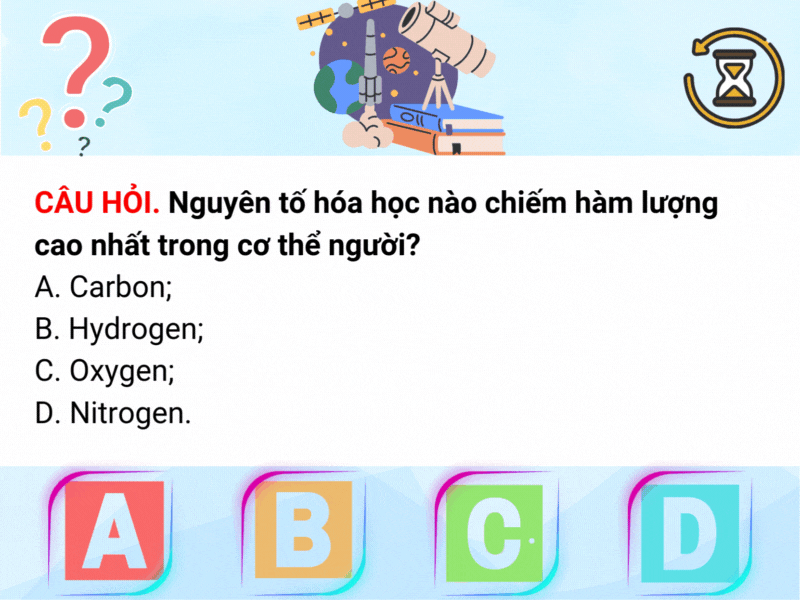 CÂU HỎI. Nguyên tố hóa học nào chiếm hàm lượng
cao nhất trong cơ thể người?
A. Carbon;
B. Hydrogen;
C. Oxygen;
D. Nitrogen.
A B C D